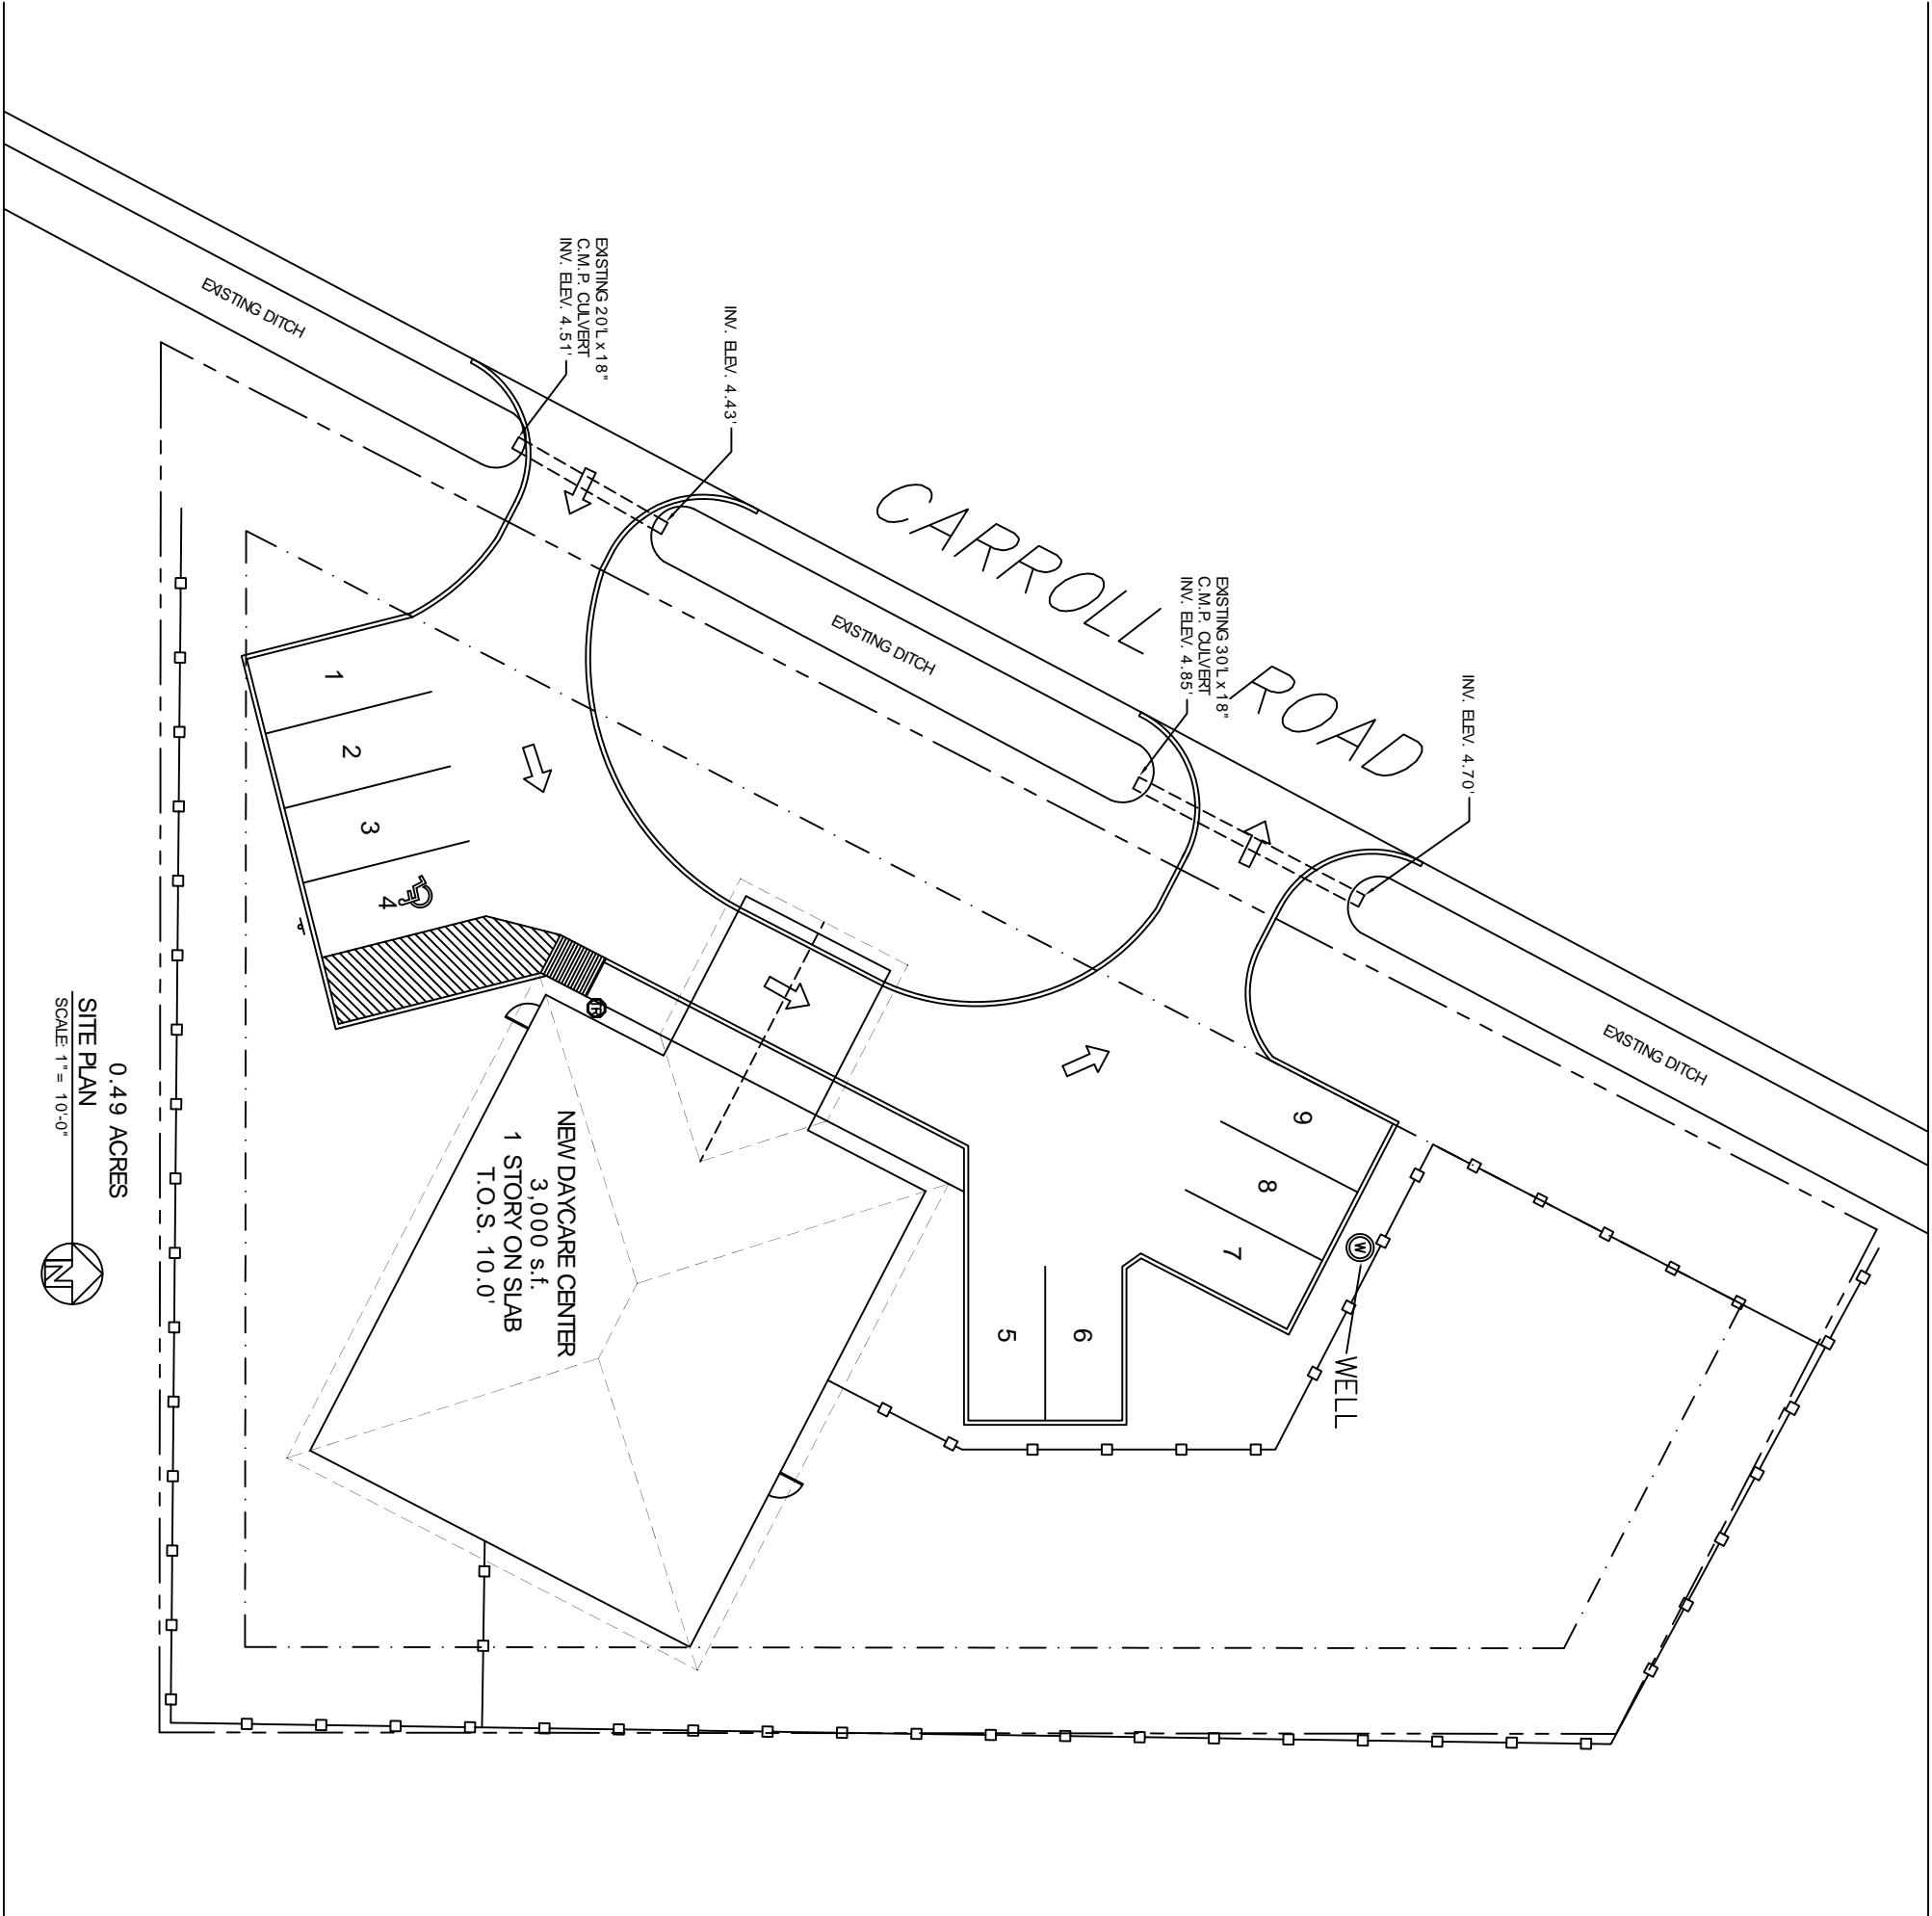 CARROLL ROAD
INV. ELEV. 4.70'
EXISTING 30'L x 18"
C.M.P. CULVERT
INV. ELEV. 4.85'
INV. ELEV. 4.43'
EXISTING 20'L x 18"
C.M.P. CULVERT
INV. ELEV. 4.51'
EXISTING DITCH
EXISTING DITCH
EXISTING DITCH
1
2
3
4
9
8
7
6
5
W
WELL
TR
NEW DAYCARE CENTER
3,000 s.f.
1 STORY ON SLAB
T.O.S. 10.0'
0.49 ACRES
SITE PLAN
SCALE: 1" = 10'-0"
N